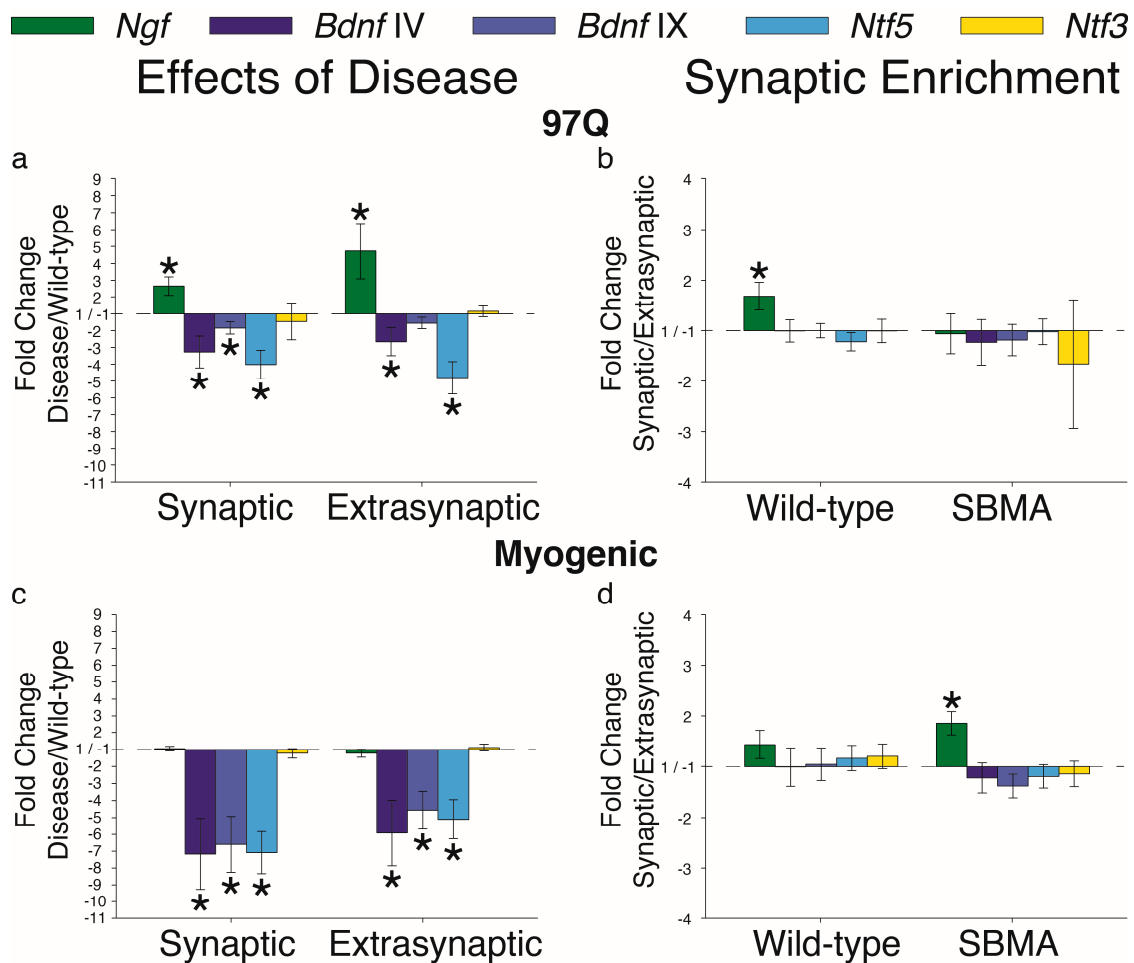 Ngf Bdnf IV Bdnf IX Ntf5 Ntf3
Effects of Disease Synaptic Enrichment
97Q
a
Fold Change
Disease/Wild-type
9
8
7
6
5
4
3
2
1 / -1
-2
-3
-4
-5
-6
-7
-8
-9
-10
-11
* * * * * * *
Synaptic Extrasynaptic
b
Fold Change
Synaptic/Extrasynaptic
4
3
2
1 / -1
-2
-3
-4
*
Wild-type SBMA
Myogenic
c
Fold Change
Disease/Wild-type
9
8
7
6
5
4
3
2
1 / -1
-2
-3
-4
-5
-6
-7
-8
-9
-10
-11
* * * * * *
Synaptic Extrasynaptic
d
Fold Change
Synaptic/Extrasynaptic
4
3
2
1 / -1
-2
-3
-4
*
Wild-type SBMA